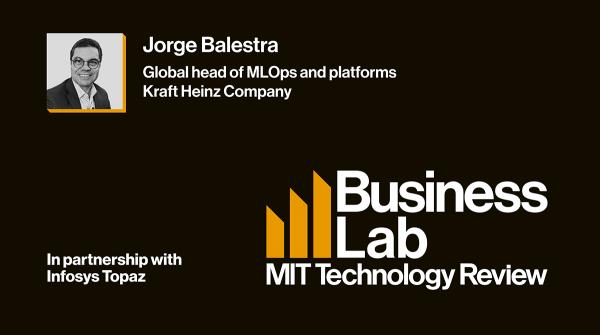 Jorge Balestra
Global head of MLOps and platforms
Kraft Heinz Company
Business
Lab
MIT Technology Review
In partnership with
Infosys Topaz